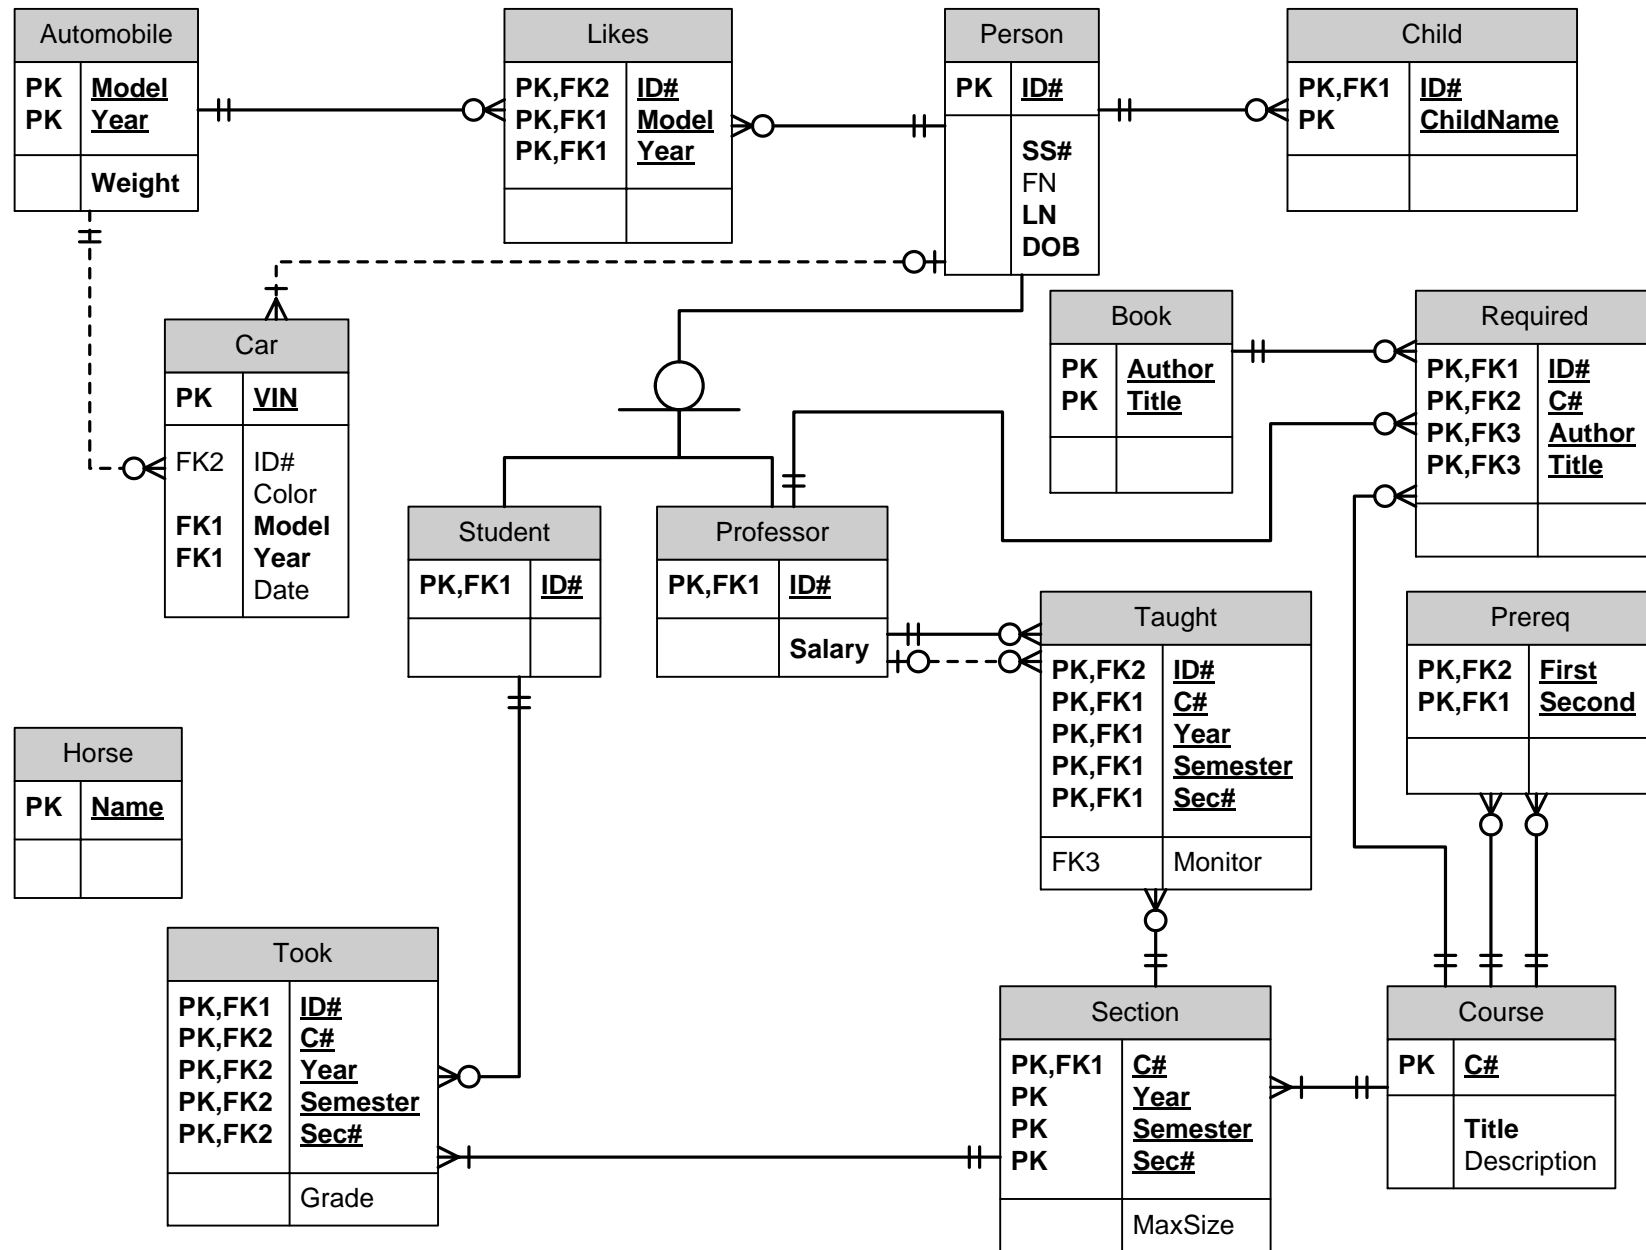 Automobile
PK Model
PK Year
Weight
Likes
PK,FK2 ID#
PK,FK1 Model
PK,FK1 Year
Person
PK ID#
SS#
FN
LN
DOB
Child
PK,FK1 ID#
PK ChildName
Car
PK VIN
FK2 ID#
Color
FK1 Model
FK1 Year
Date
Book
PK Author
PK Title
Required
PK,FK1 ID#
PK,FK2 C#
PK,FK3 Author
PK,FK3 Title
Student
PK,FK1 ID#
Professor
PK,FK1 ID#
Salary
Taught
PK,FK2 ID#
PK,FK1 C#
PK,FK1 Year
PK,FK1 Semester
PK,FK1 Sec#
FK3 Monitor
Prereq
PK,FK2 First
PK,FK1 Second
Horse
PK Name
Took
PK,FK1 ID#
PK,FK2 C#
PK,FK2 Year
PK,FK2 Semester
PK,FK2 Sec#
Grade
Section
PK,FK1 C#
PK Year
PK Semester
PK Sec#
MaxSize
Course
PK C#
Title
Description